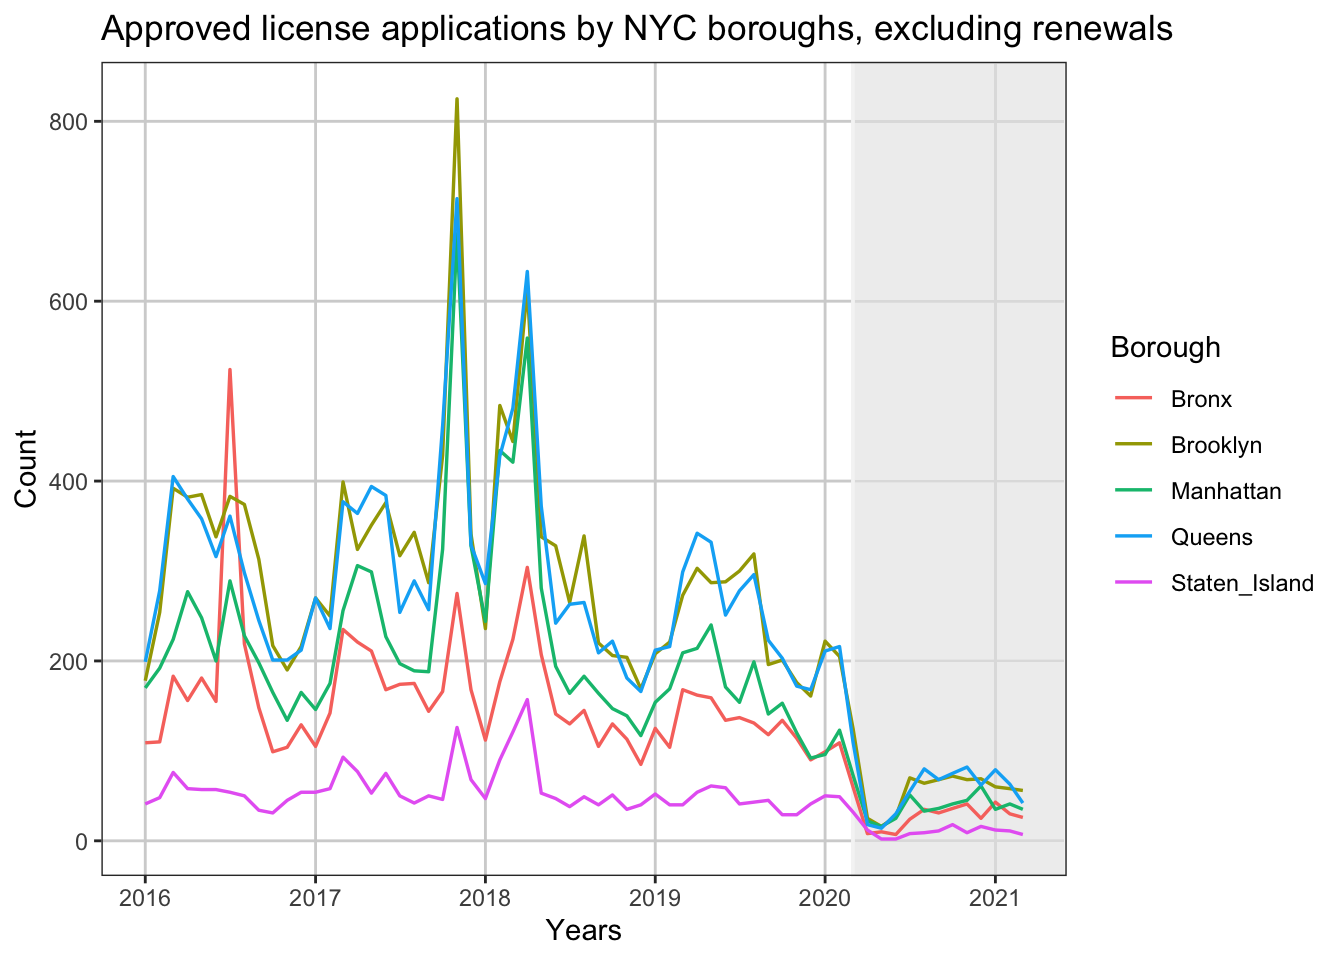 Approved license applications by NYC boroughs, excluding renewals
Count
800
600
400
200
0
2016 2017 2018 2019 2020 2021
Years
Borough
Bronx
Brooklyn
Manhattan
Queens
Staten_Island